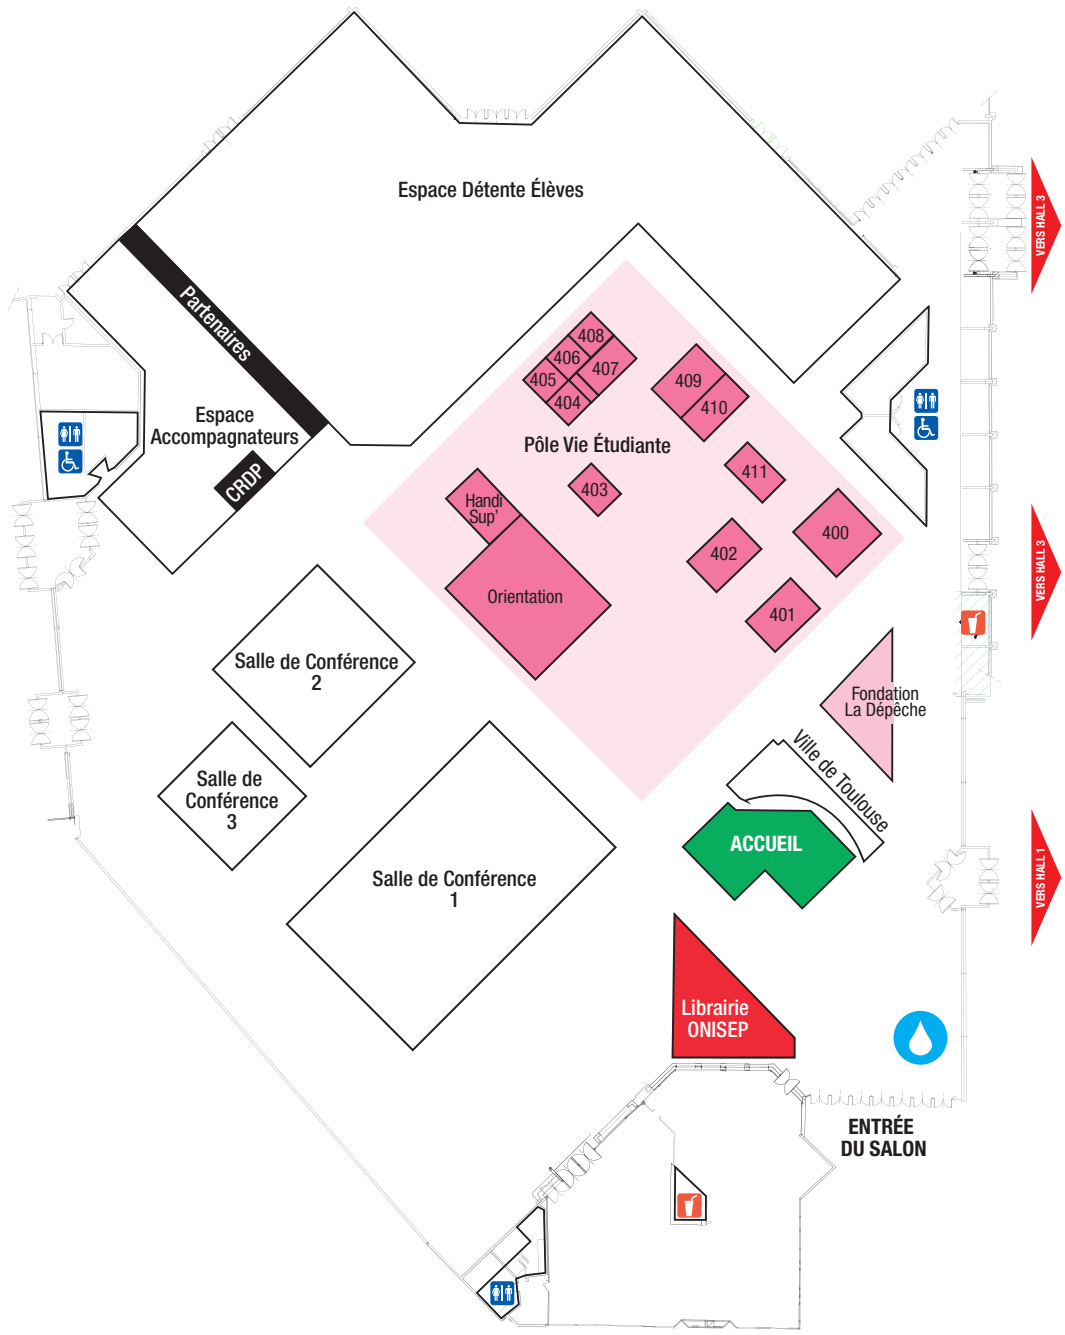 Espace Détente Élèves
VERS HALL 3
Partenaires
408
406
407
405
404
409
410
Espace
Accompagnateurs
CRDP
Pôle Vie Étudiante
411
403
Handi
Sup'
400
402
VERS HALL 3
Orientation
401
Salle de Conférence
2
Fondation
La Dépêche
Ville de Toulouse
Salle de
Conférence
3
ACCUEIL
Salle de Conférence
1
VERS HALL 1
Librairie
ONISEP
ENTRÉE
DU SALON